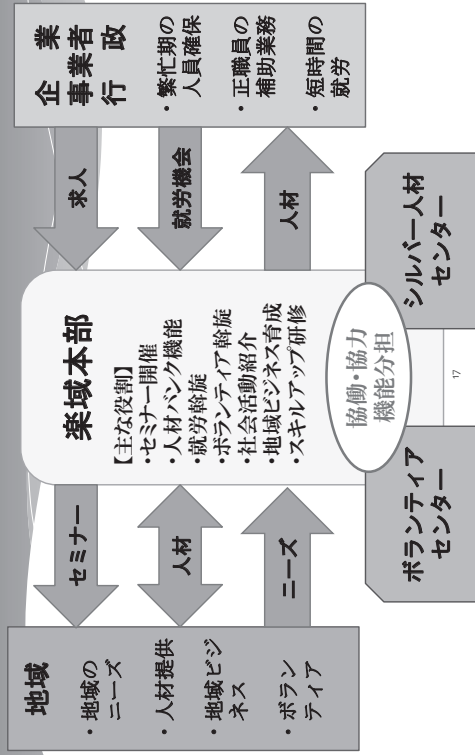 地域
・地域の
ニーズ
・人材提供
・地域ビジ
ネス
・ボラン
ティア
セミナー
人材
ニーズ
楽域本部
【主な役割】
・セミナー開催
・人材バンク機能
・就労斡旋
・ボランティア斡旋
・社会活動紹介
・地域ビジネス育成
・スキルアップ研修
求人
就労機会
人材
企業
事業者
行政
・繁忙期の
人員確保
・正職員の
補助業務
・短時間の
就労
協働・協力
機能分担
ボランティア
センター
シルバー人材
センター
17